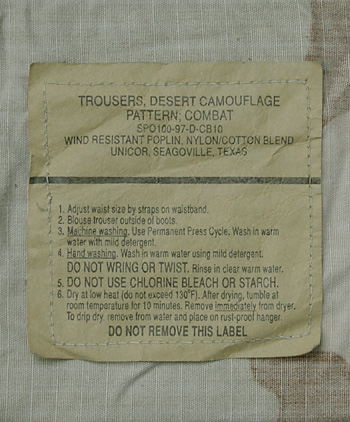 TROUSERS, DESERT CAMOUFLAGE
PATTERN: COMBAT
SPO100-97-D-CB10
WIND RESISTANT POPLIN, NYLON/COTTON BLEND
UNICOR, SEAGOVILLE, TEXAS
1. Adjust waist size by straps on waistband.
2. Blouse trouser outside of boots.
3. Machine washing. Use Permanent Press Cycle. Wash in warm
water with mild detergent.
4. Hand washing. Wash in warm water using mild detergent.
DO NOT WRING OR TWIST. Rinse in clear warm water.
5. DO NOT USE CHLORINE BLEACH OR STARCH.
6. Dry at low heat (do not exceed 130°F). After drying, tumble at
room temperature for 10 minutes. Remove immediately from dryer.
To drip dry, remove from water and place on rust-proof hanger.
DO NOT REMOVE THIS LABEL